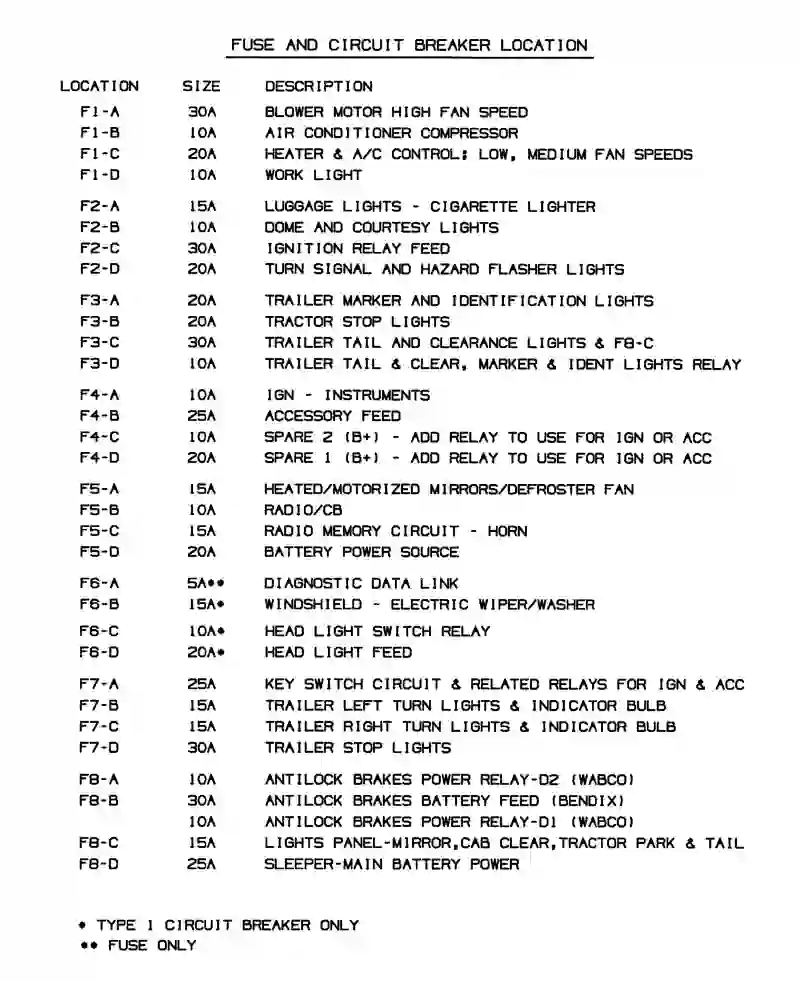 FUSE AND CIRCUIT BREAKER LOCATION
LOCATION SIZE DESCRIPTION
F1-A 30A BLOWER MOTOR HIGH FAN SPEED
F1-B 10A AIR CONDITIONER COMPRESSOR
F1-C 20A HEATER & A/C CONTROL; LOW, MEDIUM FAN SPEEDS
F1-D 10A WORK LIGHT
F2-A 15A LUGGAGE LIGHTS - CIGARETTE LIGHTER
F2-B 10A DOME AND COURTESY LIGHTS
F2-C 30A IGNITION RELAY FEED
F2-D 20A TURN SIGNAL AND HAZARD FLASHER LIGHTS
F3-A 20A TRAILER MARKER AND IDENTIFICATION LIGHTS
F3-B 20A TRACTOR STOP LIGHTS
F3-C 30A TRAILER TAIL AND CLEARANCE LIGHTS & F8-C
F3-D 10A TRAILER TAIL & CLEAR, MARKER & IDENT LIGHTS RELAY
F4-A 10A IGN - INSTRUMENTS
F4-B 25A ACCESSORY FEED
F4-C 10A SPARE 2 (B+) - ADD RELAY TO USE FOR IGN OR ACC
F4-D 20A SPARE 1 (B+) - ADD RELAY TO USE FOR IGN OR ACC
F5-A 15A HEATED/MOTORIZED MIRRORS/DEFROSTER FAN
F5-B 10A RADIO/CB
F5-C 15A RADIO MEMORY CIRCUIT - HORN
F5-D 20A BATTERY POWER SOURCE
F6-A 5A** DIAGNOSTIC DATA LINK
F6-B 15A* WINDSHIELD - ELECTRIC WIPER/WASHER
F6-C 10A* HEAD LIGHT SWITCH RELAY
F6-D 20A* HEAD LIGHT FEED
F7-A 25A KEY SWITCH CIRCUIT & RELATED RELAYS FOR IGN & ACC
F7-B 15A TRAILER LEFT TURN LIGHTS & INDICATOR BULB
F7-C 15A TRAILER RIGHT TURN LIGHTS & INDICATOR BULB
F7-D 30A TRAILER STOP LIGHTS
F8-A 10A ANTILOCK BRAKES POWER RELAY-D2 (WABCO)
F8-B 30A ANTILOCK BRAKES BATTERY FEED (BENDIX)
10A ANTILOCK BRAKES POWER RELAY-D1 (WABCO)
F8-C 15A LIGHTS PANEL-MIRROR,CAB CLEAR,TRACTOR PARK & TAIL
F8-D 25A SLEEPER-MAIN BATTERY POWER
* TYPE 1 CIRCUIT BREAKER ONLY
** FUSE ONLY